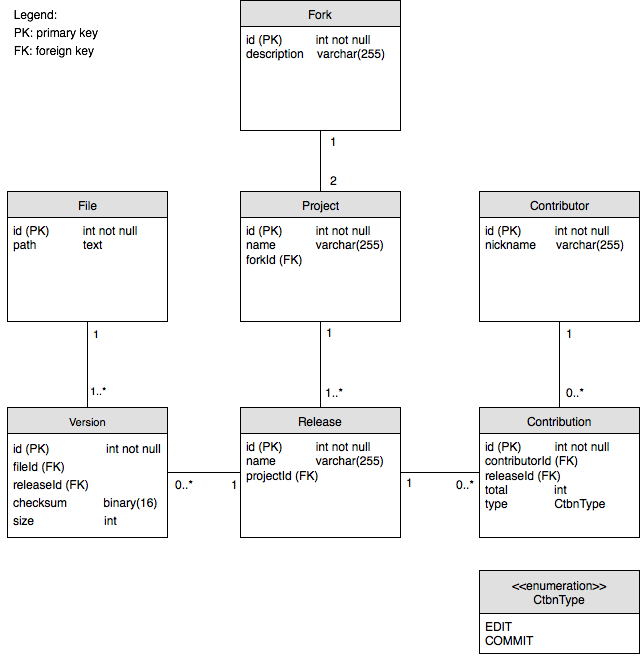 Legend:
PK: primary key
FK: foreign key
Fork
id (PK) int not null
description varchar(255)
1
2
File
id (PK) int not null
path text
Project
id (PK) int not null
name varchar(255)
forkId (FK)
Contributor
id (PK) int not null
nickname varchar(255)
1
1..*
1
1..*
1
0..*
Version
id (PK) int not null
fileId (FK)
releaseId (FK)
checksum binary(16)
size int
0..* 1
Release
id (PK) int not null
name varchar(255)
projectId (FK)
1 0..*
Contribution
id (PK) int not null
contributorId (FK)
releaseId (FK)
total int
type CtbnType
<<enumeration>>
CtbnType
EDIT
COMMIT